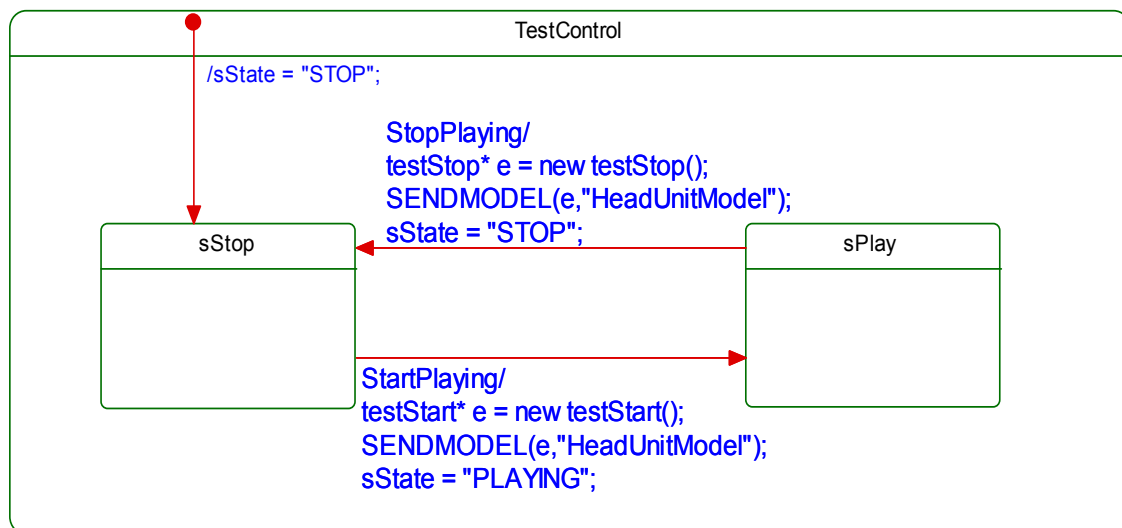 TestControl
/sState = "STOP";
StopPlaying/
testStop* e = new testStop();
SENDMODEL(e,"HeadUnitModel");
sState = "STOP";
sStop
sPlay
StartPlaying/
testStart* e = new testStart();
SENDMODEL(e,"HeadUnitModel");
sState = "PLAYING";